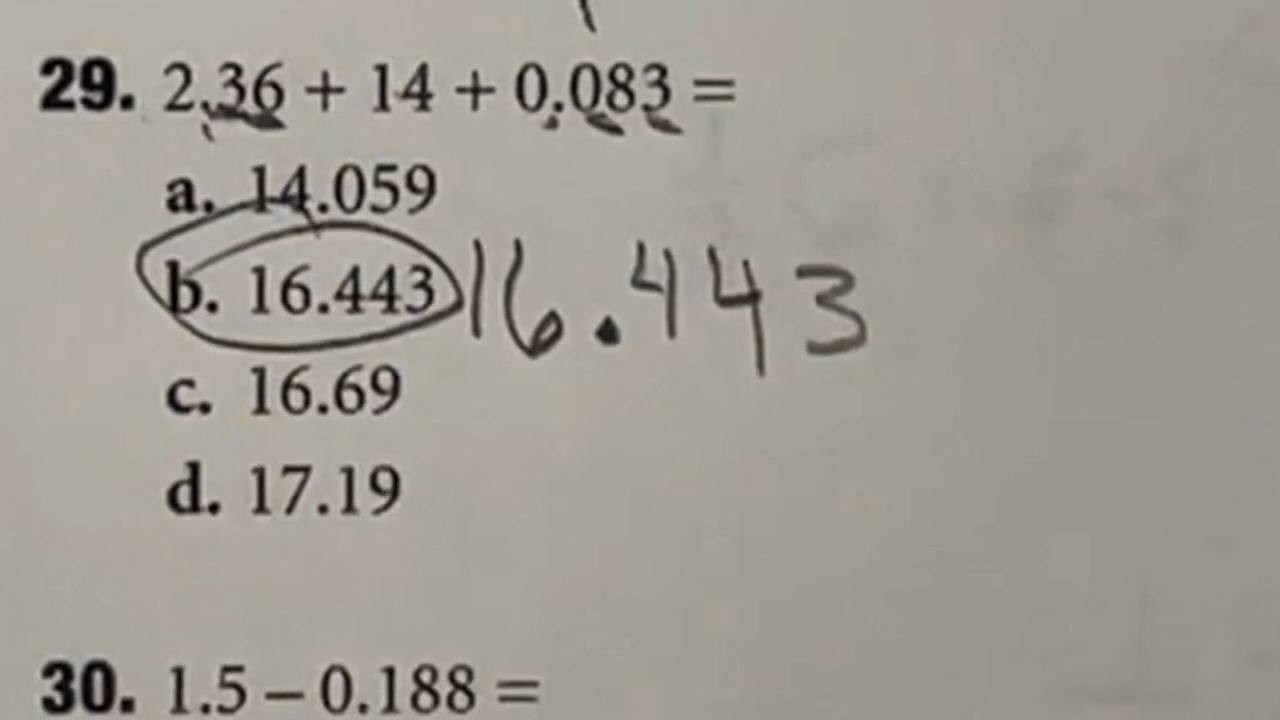 29. 2.36 + 14 + 0.083 =
a. 14.059
b. 16.443 16.443
c. 16.69
d. 17.19
30. 1.5 – 0.188 =